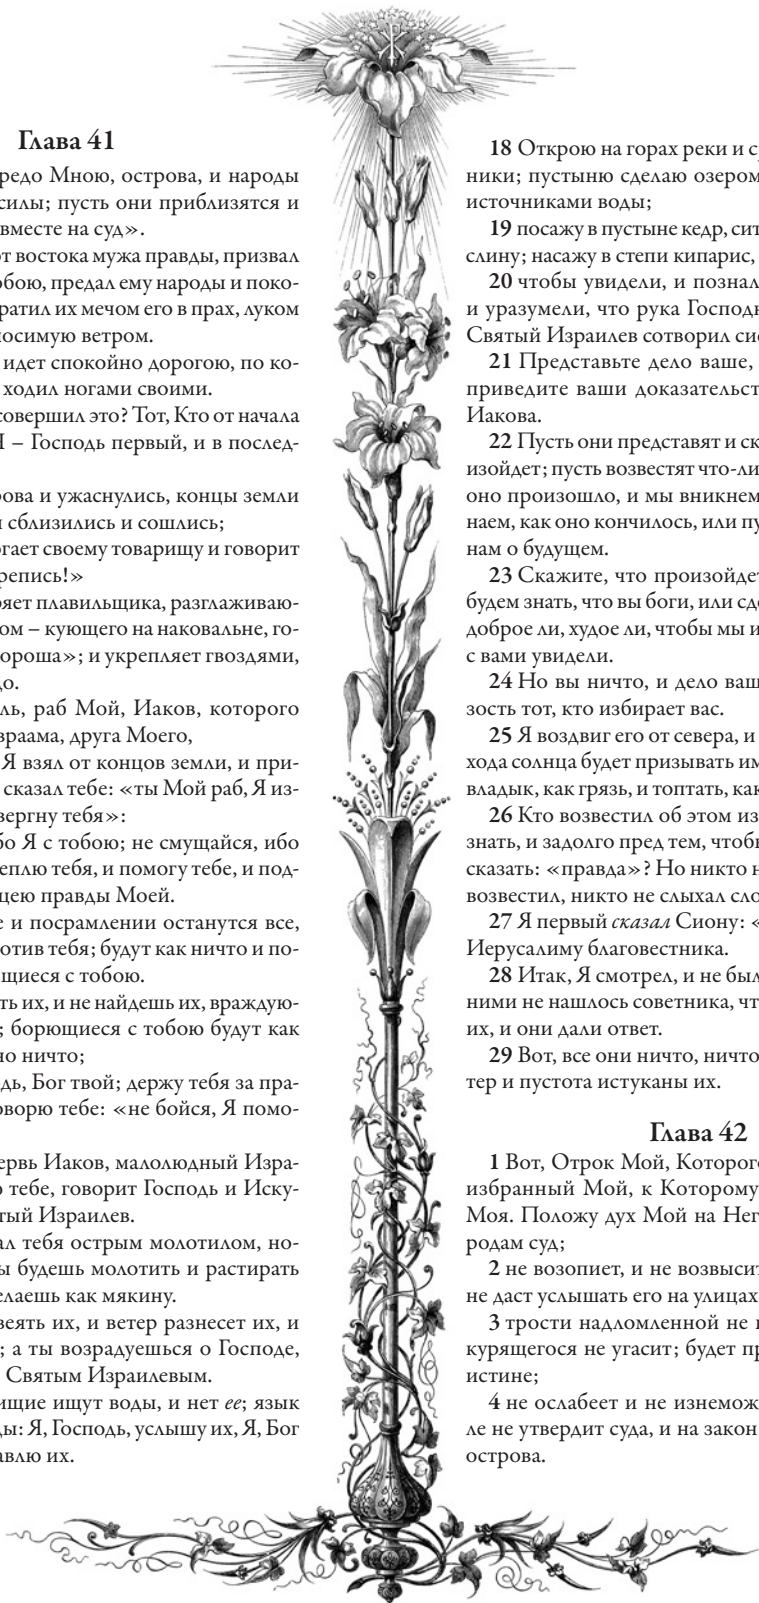 Глава 41
редо Мною, острова, и народы
силы; пусть они приблизятся и
вместе на суд».
от востока мужа правды, призвал
обою, предал ему народы и поко-
ратил их мечом его в прах, луком
носимую ветром.
идет спокойно дорогою, по ко-
ходил ногами своими.
совершил это? Тот, Кто от начала
Я – Господь первый, и в послед-
рова и ужаснулись, концы земли
и сблизились и сошлись;
огает своему товарищу и говорит
репись!»
ряет плавильщика, разглаживаю-
ом – кующего на наковальне, го-
ороша»; и укрепляет гвоздями,
до.
ль, раб Мой, Иаков, которого
враама, друга Моего,
Я взял от концов земли, и при-
сказал тебе: «ты Мой раб, Я из-
вергну тебя»:
бо Я с тобою; не смущайся, ибо
еплю тебя, и помогу тебе, и под-
цею правды Моей.
е и посрамлении останутся все,
отив тебя; будут как ничто и по-
щиеся с тобою.
ть их, и не найдешь их, враждую-
; борющиеся с тобою будут как
но ничто;
дь, Бог твой; держу тебя за пра-
оворю тебе: «не бойся, Я помо-
ервь Иаков, малолюдный Изра-
ю тебе, говорит Господь и Иску-
тый Израилев.
ал тебя острым молотилом, но-
ы будешь молотить и растирать
елаешь как мякину.
веять их, и ветер разнесет их, и
; а ты возрадуешься о Господе,
Святым Израилевым.
ищие ищут воды, и нет ее; язык
ды: Я, Господь, услышу их, Я, Бог
авлю их.
18 Открою на горах реки и с
ники; пустыню сделаю озером
источниками воды;
19 посажу в пустыне кедр, сит
слину; насажу в степи кипарис,
20 чтобы увидели, и познал
и уразумели, что рука Господн
Святый Израилев сотворил сие
21 Представьте дело ваше,
приведите ваши доказательст
Иакова.
22 Пусть они представят и ск
изойдет; пусть возвестят что-ли
оно произошло, и мы вникнем
наем, как оно кончилось, или пу
нам о будущем.
23 Скажите, что произойдет
будем знать, что вы боги, или сде
доброе ли, худое ли, чтобы мы и
с вами увидели.
24 Но вы ничто, и дело ваш
зость тот, кто избирает вас.
25 Я воздвиг его от севера, и
хода солнца будет призывать им
владык, как грязь, и топтать, как
26 Кто возвестил об этом из
знать, и задолго пред тем, чтобы
сказать: «правда»? Но никто н
возвестил, никто не слыхал сло
27 Я первый сказал Сиону: «
Иерусалиму благовестника.
28 Итак, Я смотрел, и не был
ними не нашлось советника, чт
их, и они дали ответ.
29 Вот, все они ничто, ничто
тер и пустота истуканы их.
Глава 42
1 Вот, Отрок Мой, Которого
избранный Мой, к Которому
Моя. Положу дух Мой на Нег
родам суд;
2 не возопиет, и не возвысит
не даст услышать его на улицах
3 трости надломленной не п
курящегося не угасит; будет пр
истине;
4 не ослабеет и не изнемож
ле не утвердит суда, и на закон
острова.